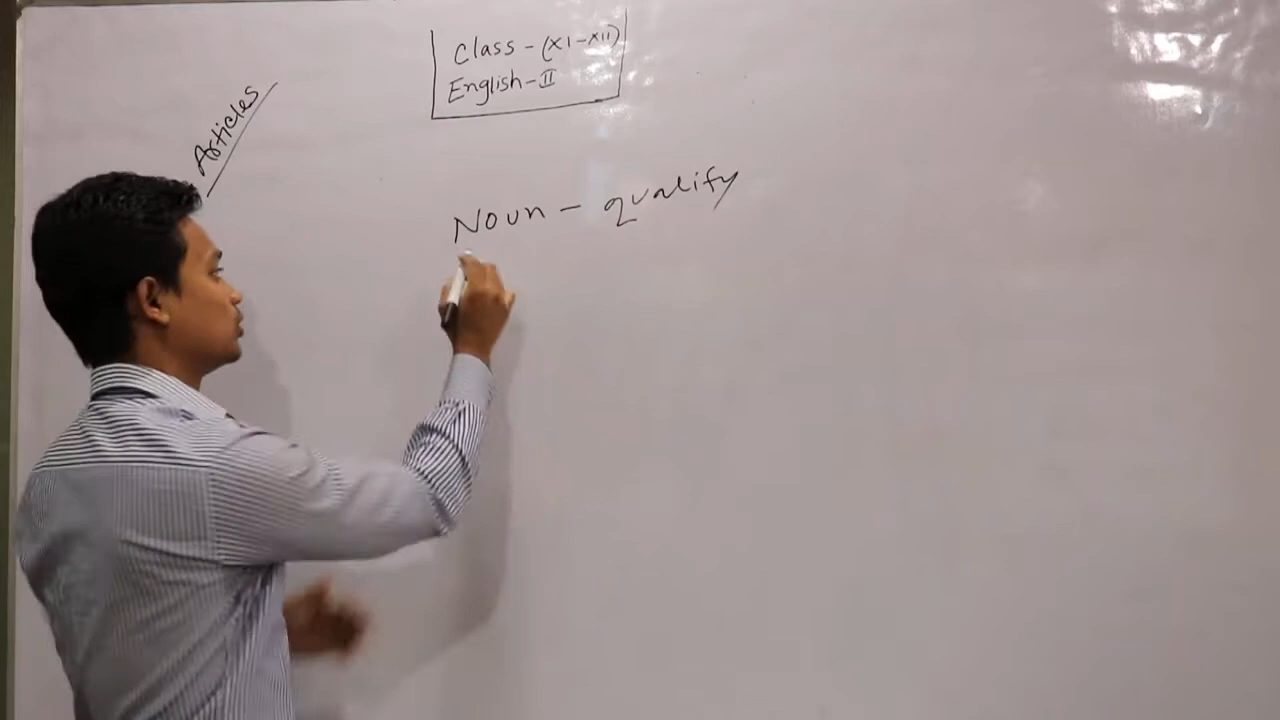 Class - (XI-XII)
English - II
Articles
Noun - qualify